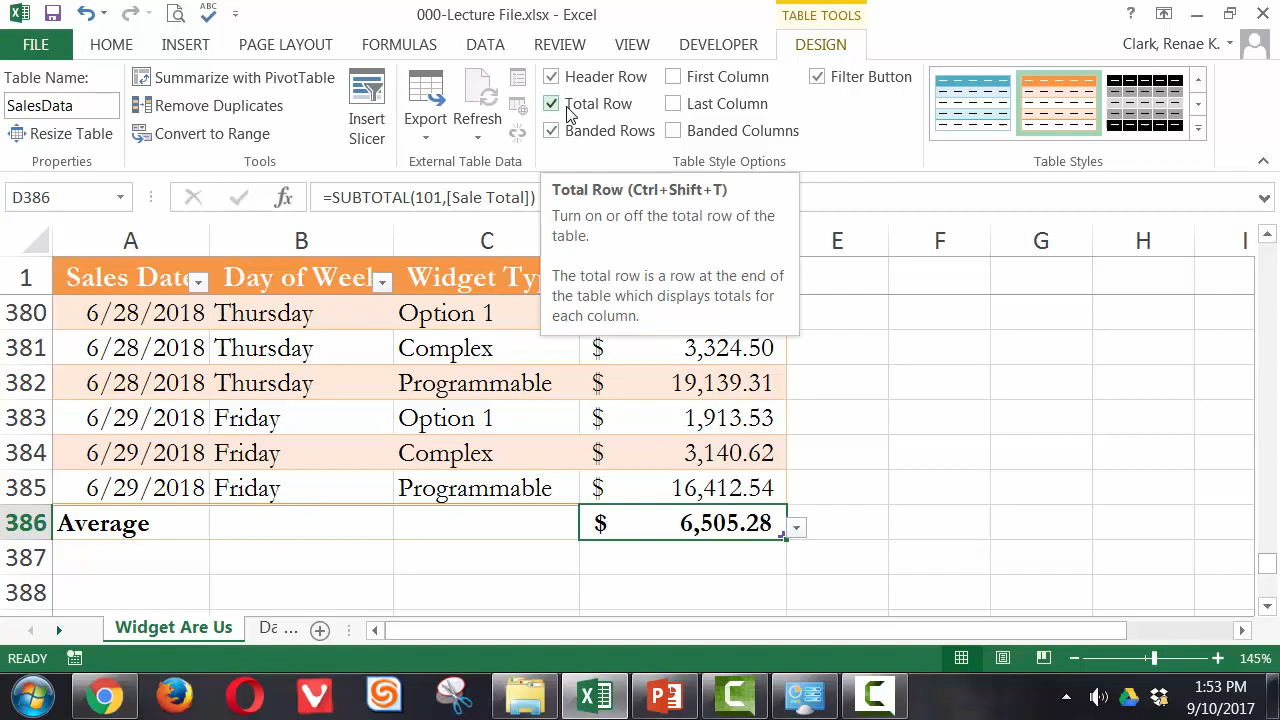 000-Lecture File.xlsx - Excel
TABLE TOOLS
ABC
?
FILE
HOME
INSERT
PAGE LAYOUT
FORMULAS
DATA
REVIEW
VIEW
DEVELOPER
DESIGN
Clark, Renae K.
Table Name:
SalesData
Resize Table
Properties
Summarize with PivotTable
Remove Duplicates
Convert to Range
Tools
Insert
Slicer
Export
Refresh
External Table Data
Header Row
Total Row
Banded Rows
First Column
Last Column
Banded Columns
Filter Button
Table Style Options
Table Styles
D386
fx
=SUBTOTAL(101,[Sale Total])
Total Row (Ctrl+Shift+T)
Turn on or off the total row of the
table.
The total row is a row at the end of
the table which displays totals for
each column.
A B C E F G H I
1 Sales Date Day of Week Widget Ty
380 6/28/2018 Thursday Option 1
381 6/28/2018 Thursday Complex $ 3,324.50
382 6/28/2018 Thursday Programmable $ 19,139.31
383 6/29/2018 Friday Option 1 $ 1,913.53
384 6/29/2018 Friday Complex $ 3,140.62
385 6/29/2018 Friday Programmable $ 16,412.54
386 Average $ 6,505.28
387
388
Widget Are Us
Da ...
READY
145%
1:53 PM
9/10/2017